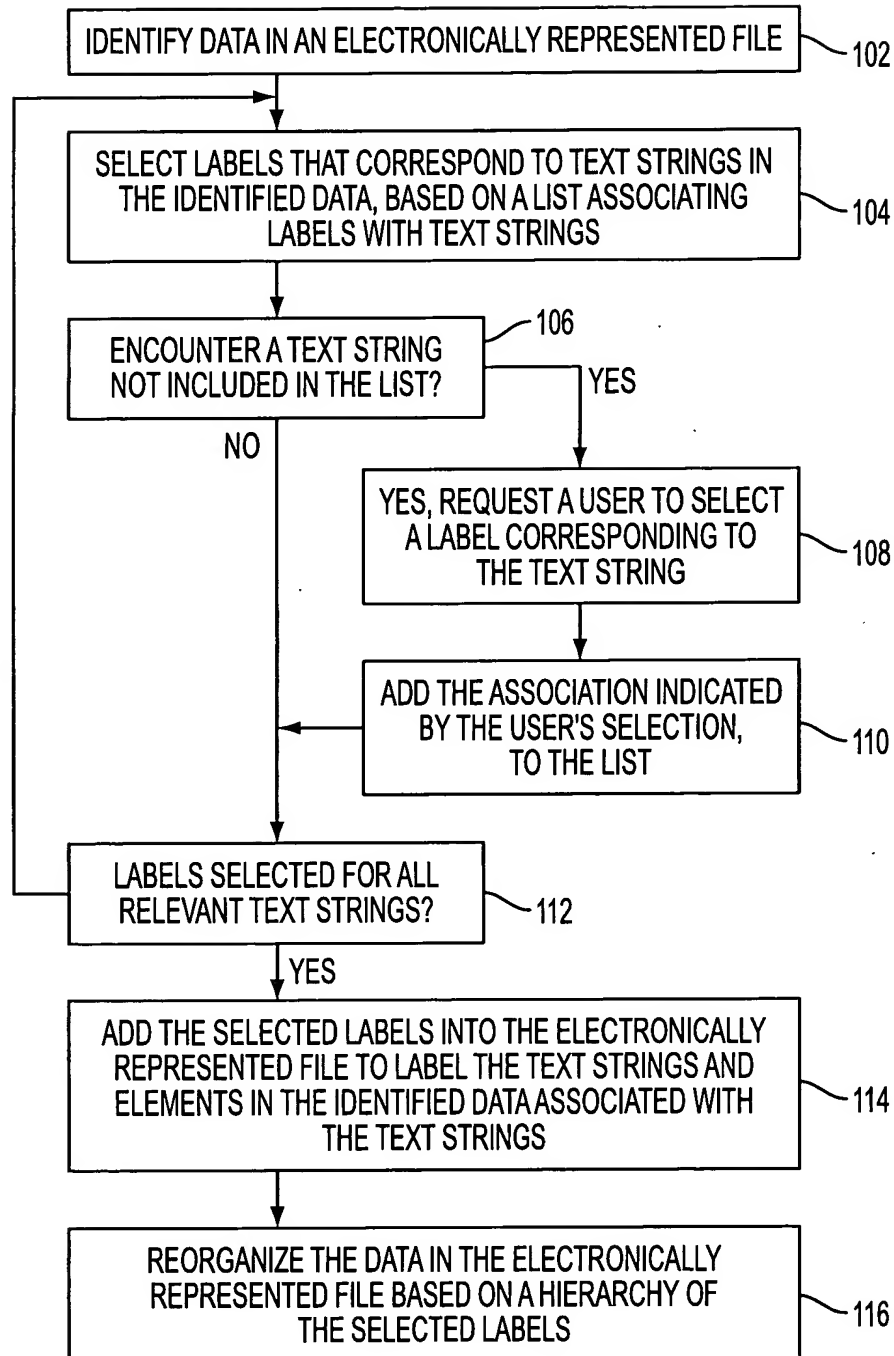 IDENTIFY DATA IN AN ELECTRONICALLY REPRESENTED FILE
102
SELECT LABELS THAT CORRESPOND TO TEXT STRINGS IN
THE IDENTIFIED DATA, BASED ON A LIST ASSOCIATING
LABELS WITH TEXT STRINGS
104
106
ENCOUNTER A TEXT STRING
NOT INCLUDED IN THE LIST?
YES
NO
YES, REQUEST A USER TO SELECT
A LABEL CORRESPONDING TO
THE TEXT STRING
108
ADD THE ASSOCIATION INDICATED
BY THE USER'S SELECTION,
TO THE LIST
110
LABELS SELECTED FOR ALL
RELEVANT TEXT STRINGS?
112
YES
ADD THE SELECTED LABELS INTO THE ELECTRONICALLY
REPRESENTED FILE TO LABEL THE TEXT STRINGS AND
ELEMENTS IN THE IDENTIFIED DATA ASSOCIATED WITH
THE TEXT STRINGS
114
REORGANIZE THE DATA IN THE ELECTRONICALLY
REPRESENTED FILE BASED ON A HIERARCHY OF
THE SELECTED LABELS
116